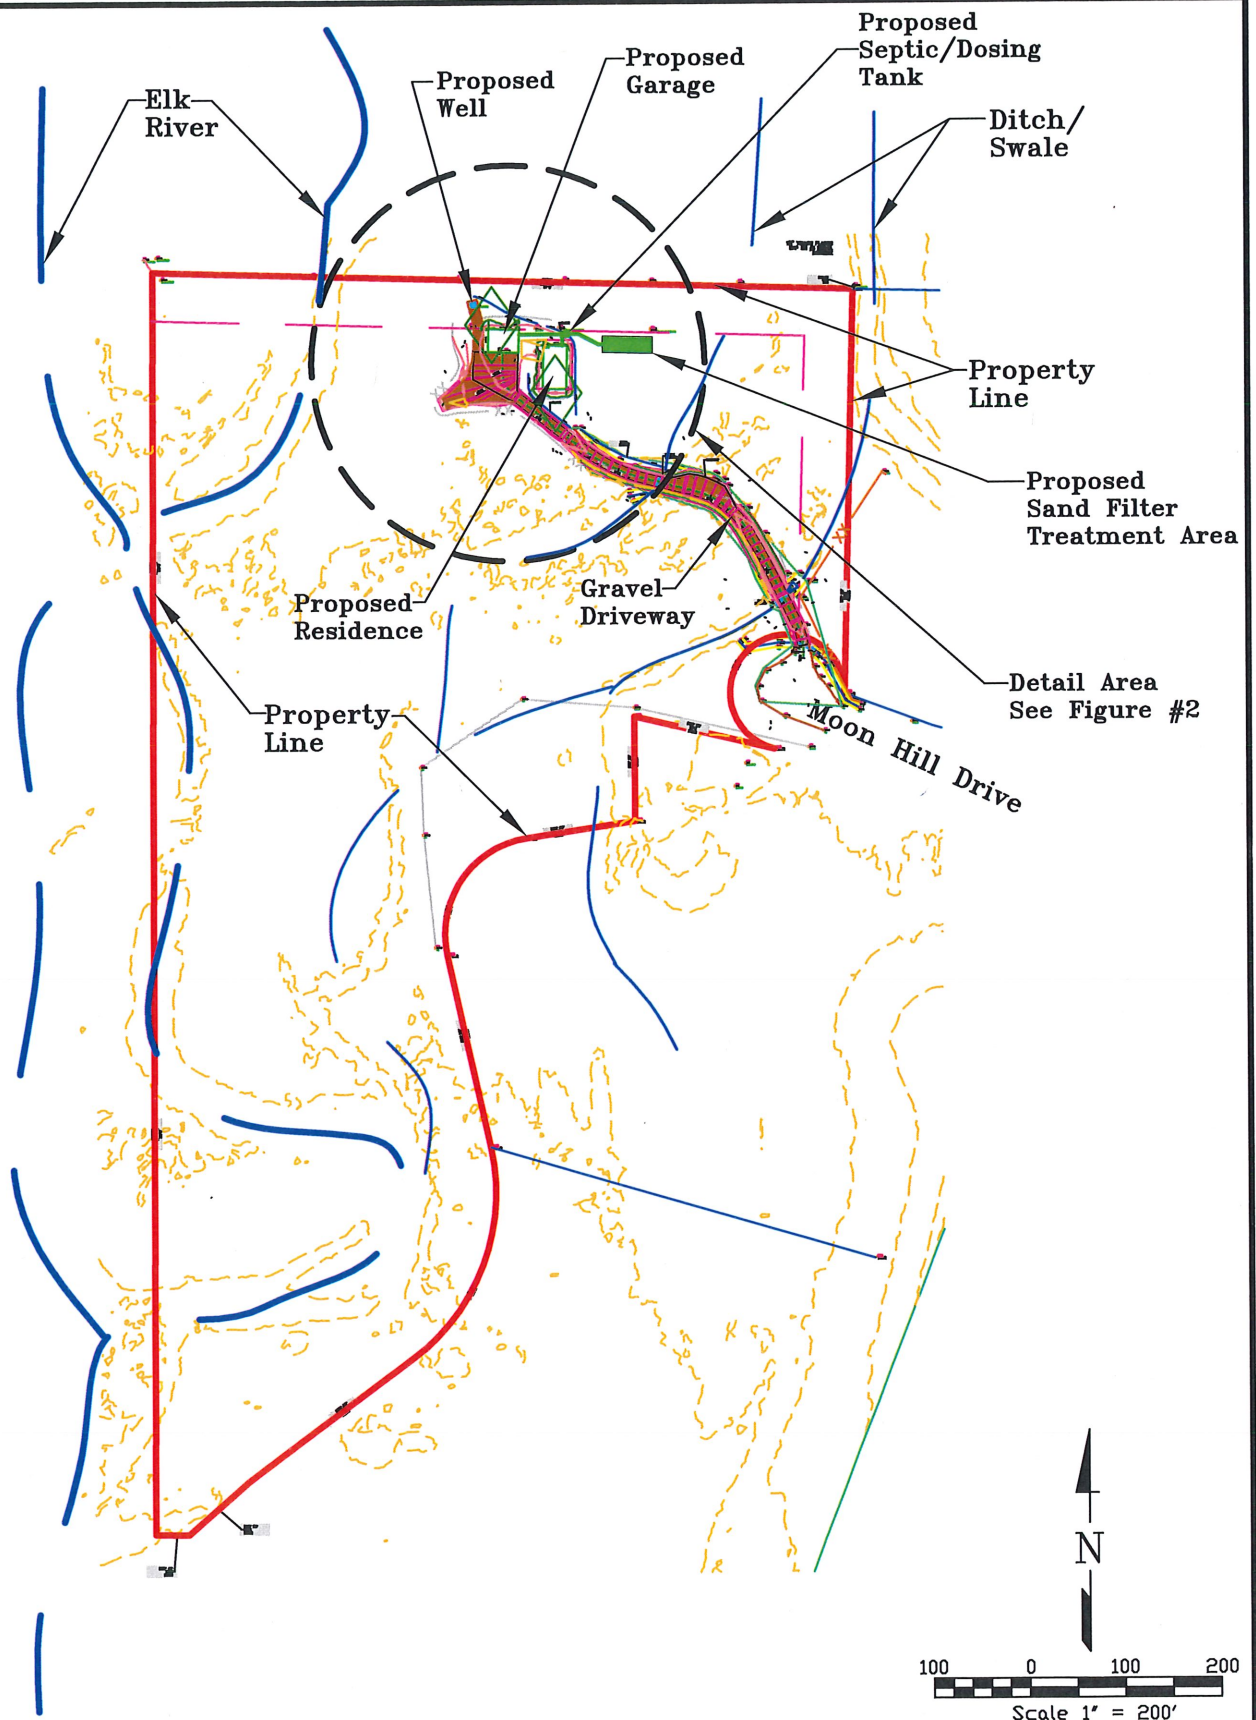 Proposed
Septic/Dosing
Tank
Proposed
Garage
Proposed
Well
Elk
River
Ditch/
Swale
Property
Line
Proposed
Sand Filter
Treatment Area
Gravel
Driveway
Proposed
Residence
Detail Area
See Figure #2
Moon Hill Drive
Property
Line
N
100 0 100 200
Scale 1" = 200'